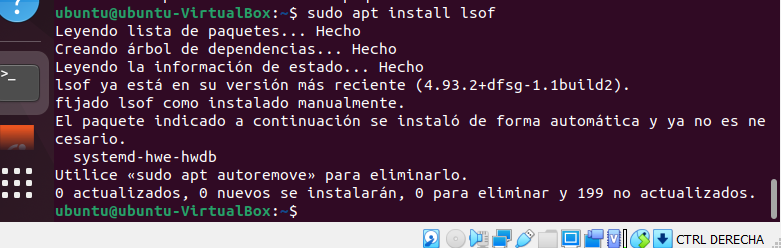 ubuntu@ubuntu-VirtualBox:~$ sudo apt install lsof
Leyendo lista de paquetes... Hecho
Creando árbol de dependencias... Hecho
Leyendo la información de estado... Hecho
lsof ya está en su versión más reciente (4.93.2+dfsg-1.1build2).
fijado lsof como instalado manualmente.
El paquete indicado a continuación se instaló de forma automática y ya no es ne
cesario.
  systemd-hwe-hwdb
Utilice «sudo apt autoremove» para eliminarlo.
0 actualizados, 0 nuevos se instalarán, 0 para eliminar y 199 no actualizados.
ubuntu@ubuntu-VirtualBox:~$
CTRL DERECHA